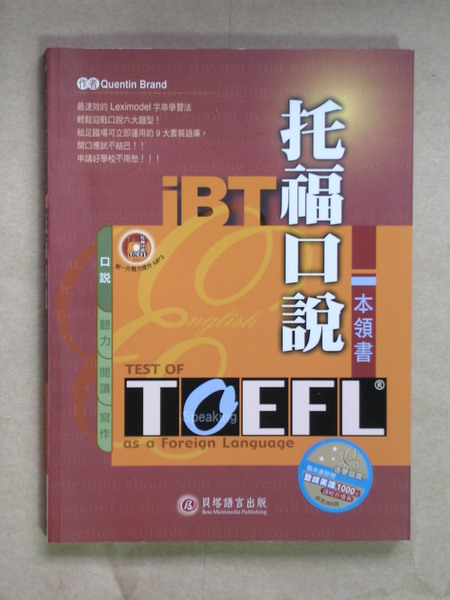 作者 Quentin Brand
最速效的 Leximodel 字串學習法
輕鬆迎戰口說六大題型！
給足臨場可立即運用的 9 大套裝語庫，
開口應試不結巴！！
申請好學校不用愁！！！
iBT
托福口說
本領書
口說
聽力
閱讀
寫作
English
TEST OF
TOEFL®
Speaking
as a Foreign Language
貝塔語言出版
Beta Multimedia Publishing